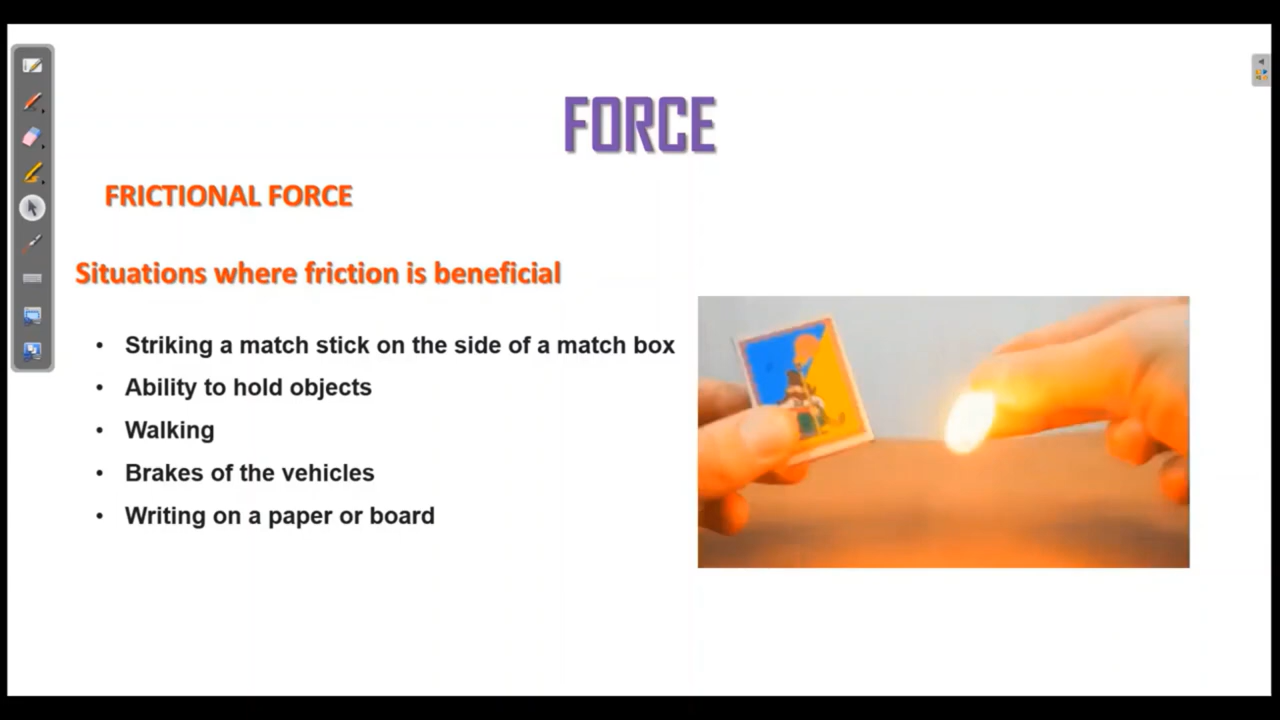 FORCE
FRICTIONAL FORCE
Situations where friction is beneficial
• Striking a match stick on the side of a match box
• Ability to hold objects
• Walking
• Brakes of the vehicles
• Writing on a paper or board